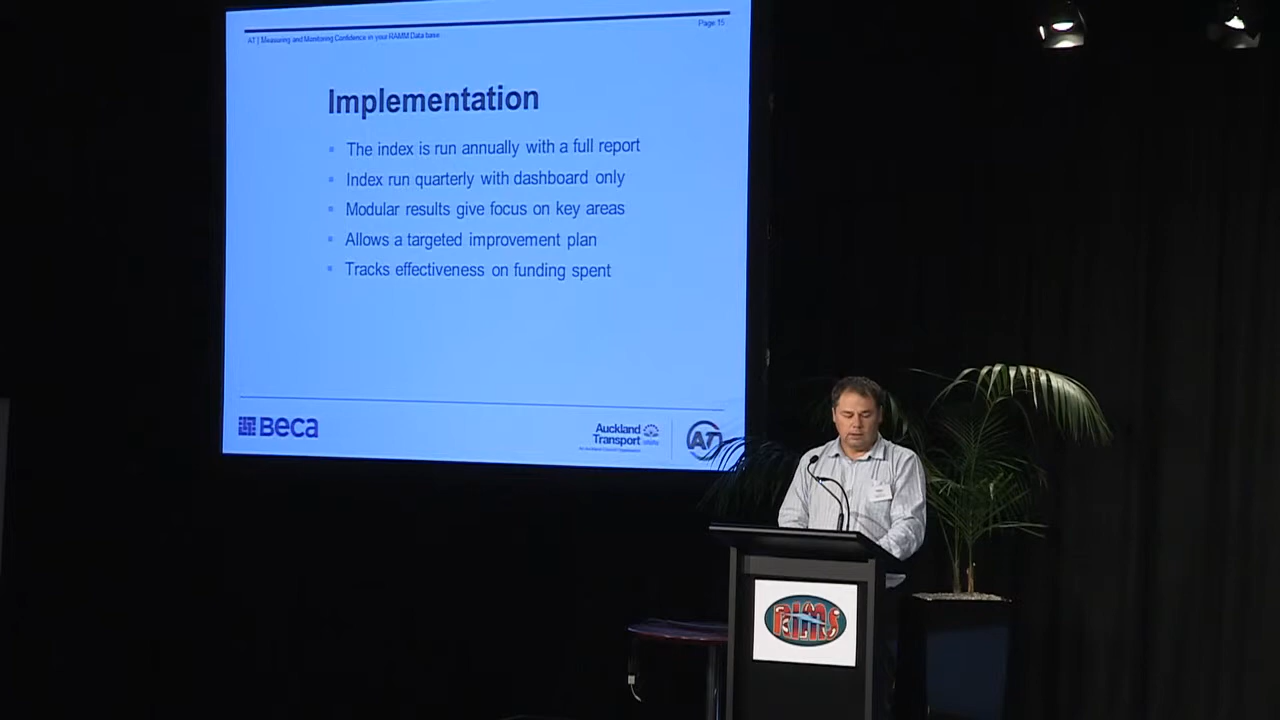 Page 15
AT | Measuring and Monitoring Confidence in your RAMM Data base
Implementation
The index is run annually with a full report
Index run quarterly with dashboard only
Modular results give focus on key areas
Allows a targeted improvement plan
Tracks effectiveness on funding spent
Beca
Auckland
Transport
AT
RIMS